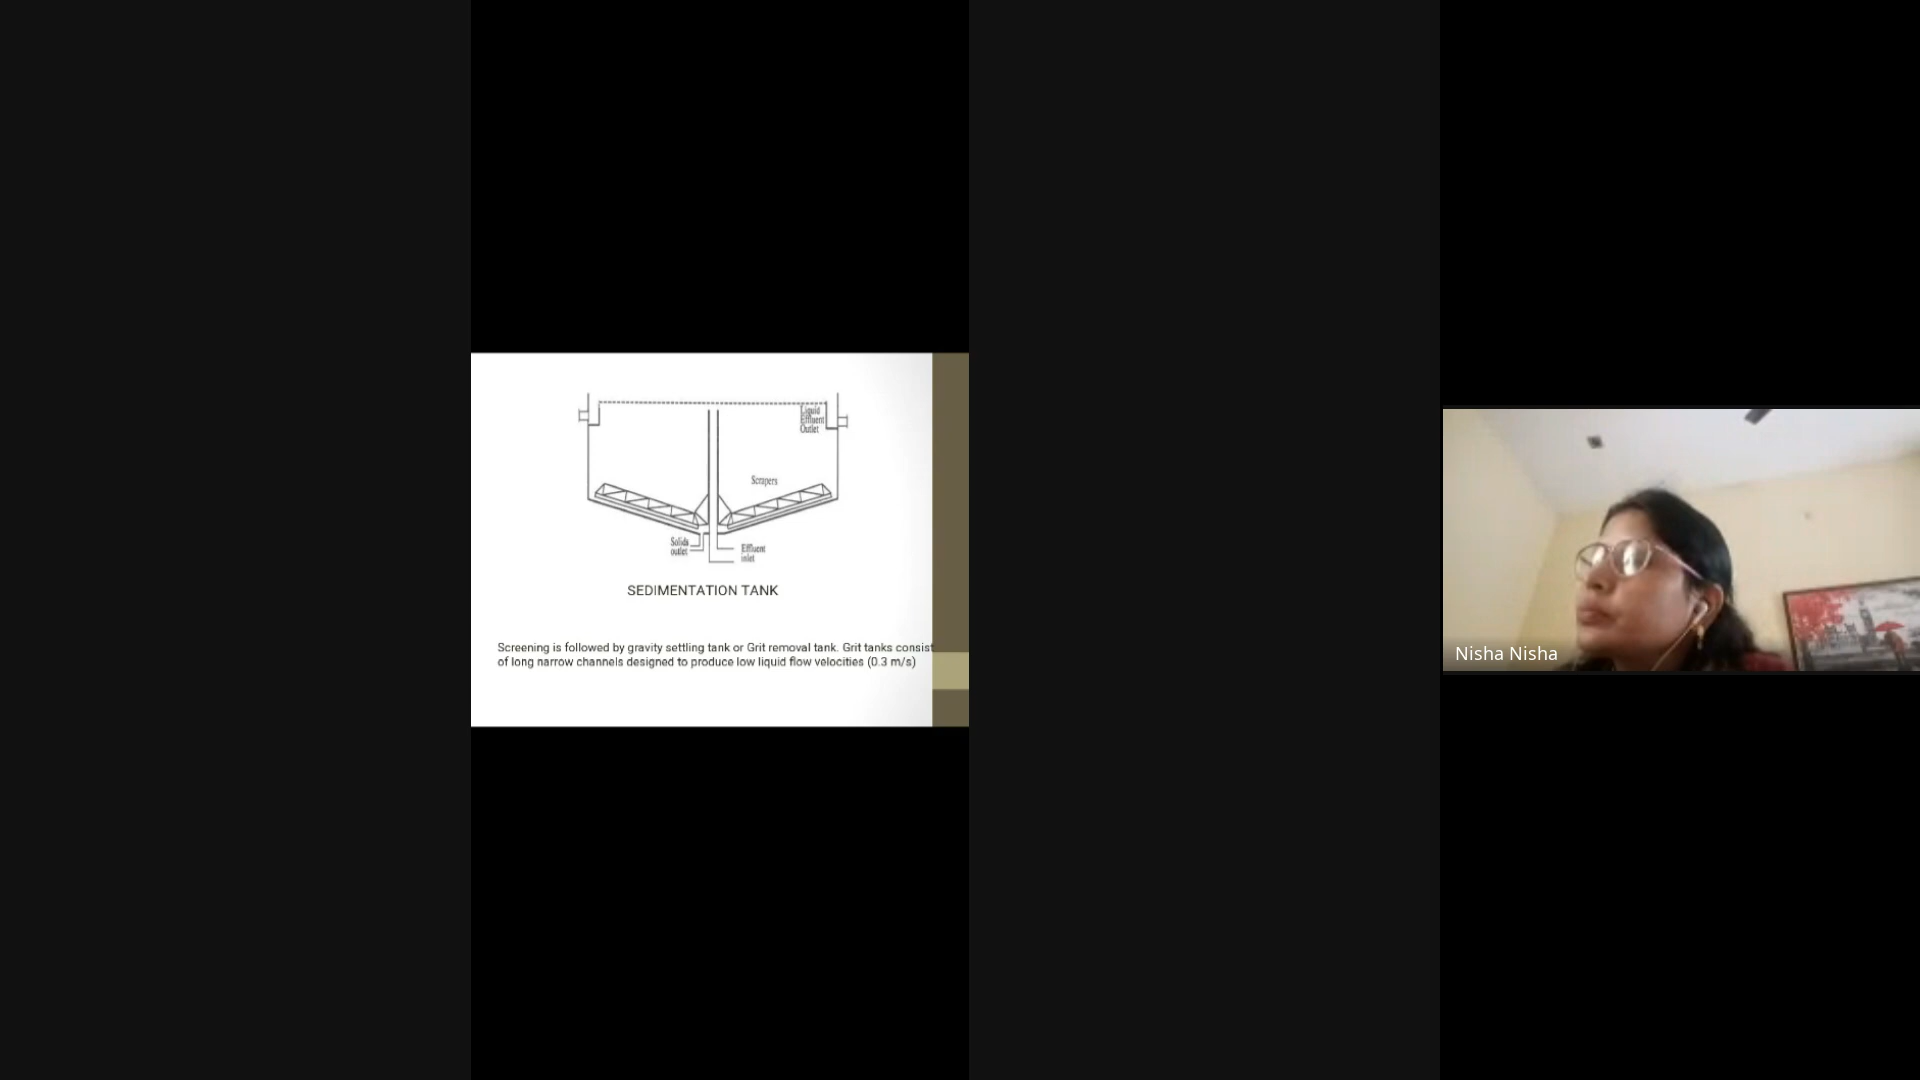 Liquid
Effluent
Outlet
Scrapers
Solids
outlet
Effluent
inlet
SEDIMENTATION TANK
Screening is followed by gravity settling tank or Grit removal tank. Grit tanks consist
of long narrow channels designed to produce low liquid flow velocities (0.3 m/s)
Nisha Nisha